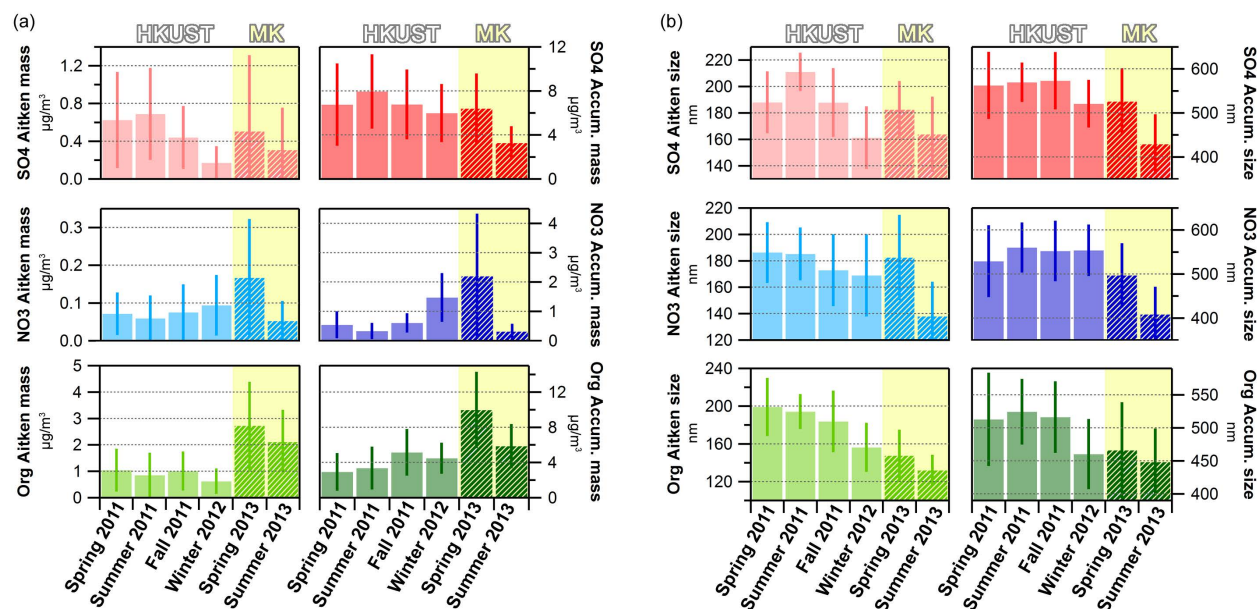 (a)
HKUST MK HKUST MK
SO4 Aitken mass
µg/m³
1.2
0.8
0.4
0.0
12
8
4
0
SO4 Accum. mass
µg/m³
NO3 Aitken mass
µg/m³
0.3
0.2
0.1
0.0
4
3
2
1
0
NO3 Accum. mass
µg/m³
Org Aitken mass
µg/m³
5
4
3
2
1
0
12
8
4
0
Org Accum. mass
µg/m³
Spring 2011
Summer 2011
Fall 2011
Winter 2012
Spring 2013
Summer 2013
Spring 2011
Summer 2011
Fall 2011
Winter 2012
Spring 2013
Summer 2013
(b)
HKUST MK HKUST MK
SO4 Aitken size
nm
220
200
180
160
140
600
500
400
SO4 Accum. size
nm
NO3 Aitken size
nm
220
200
180
160
140
120
600
500
400
NO3 Accum. size
nm
Org Aitken size
nm
240
200
160
120
550
500
450
400
Org Accum. size
nm
Spring 2011
Summer 2011
Fall 2011
Winter 2012
Spring 2013
Summer 2013
Spring 2011
Summer 2011
Fall 2011
Winter 2012
Spring 2013
Summer 2013